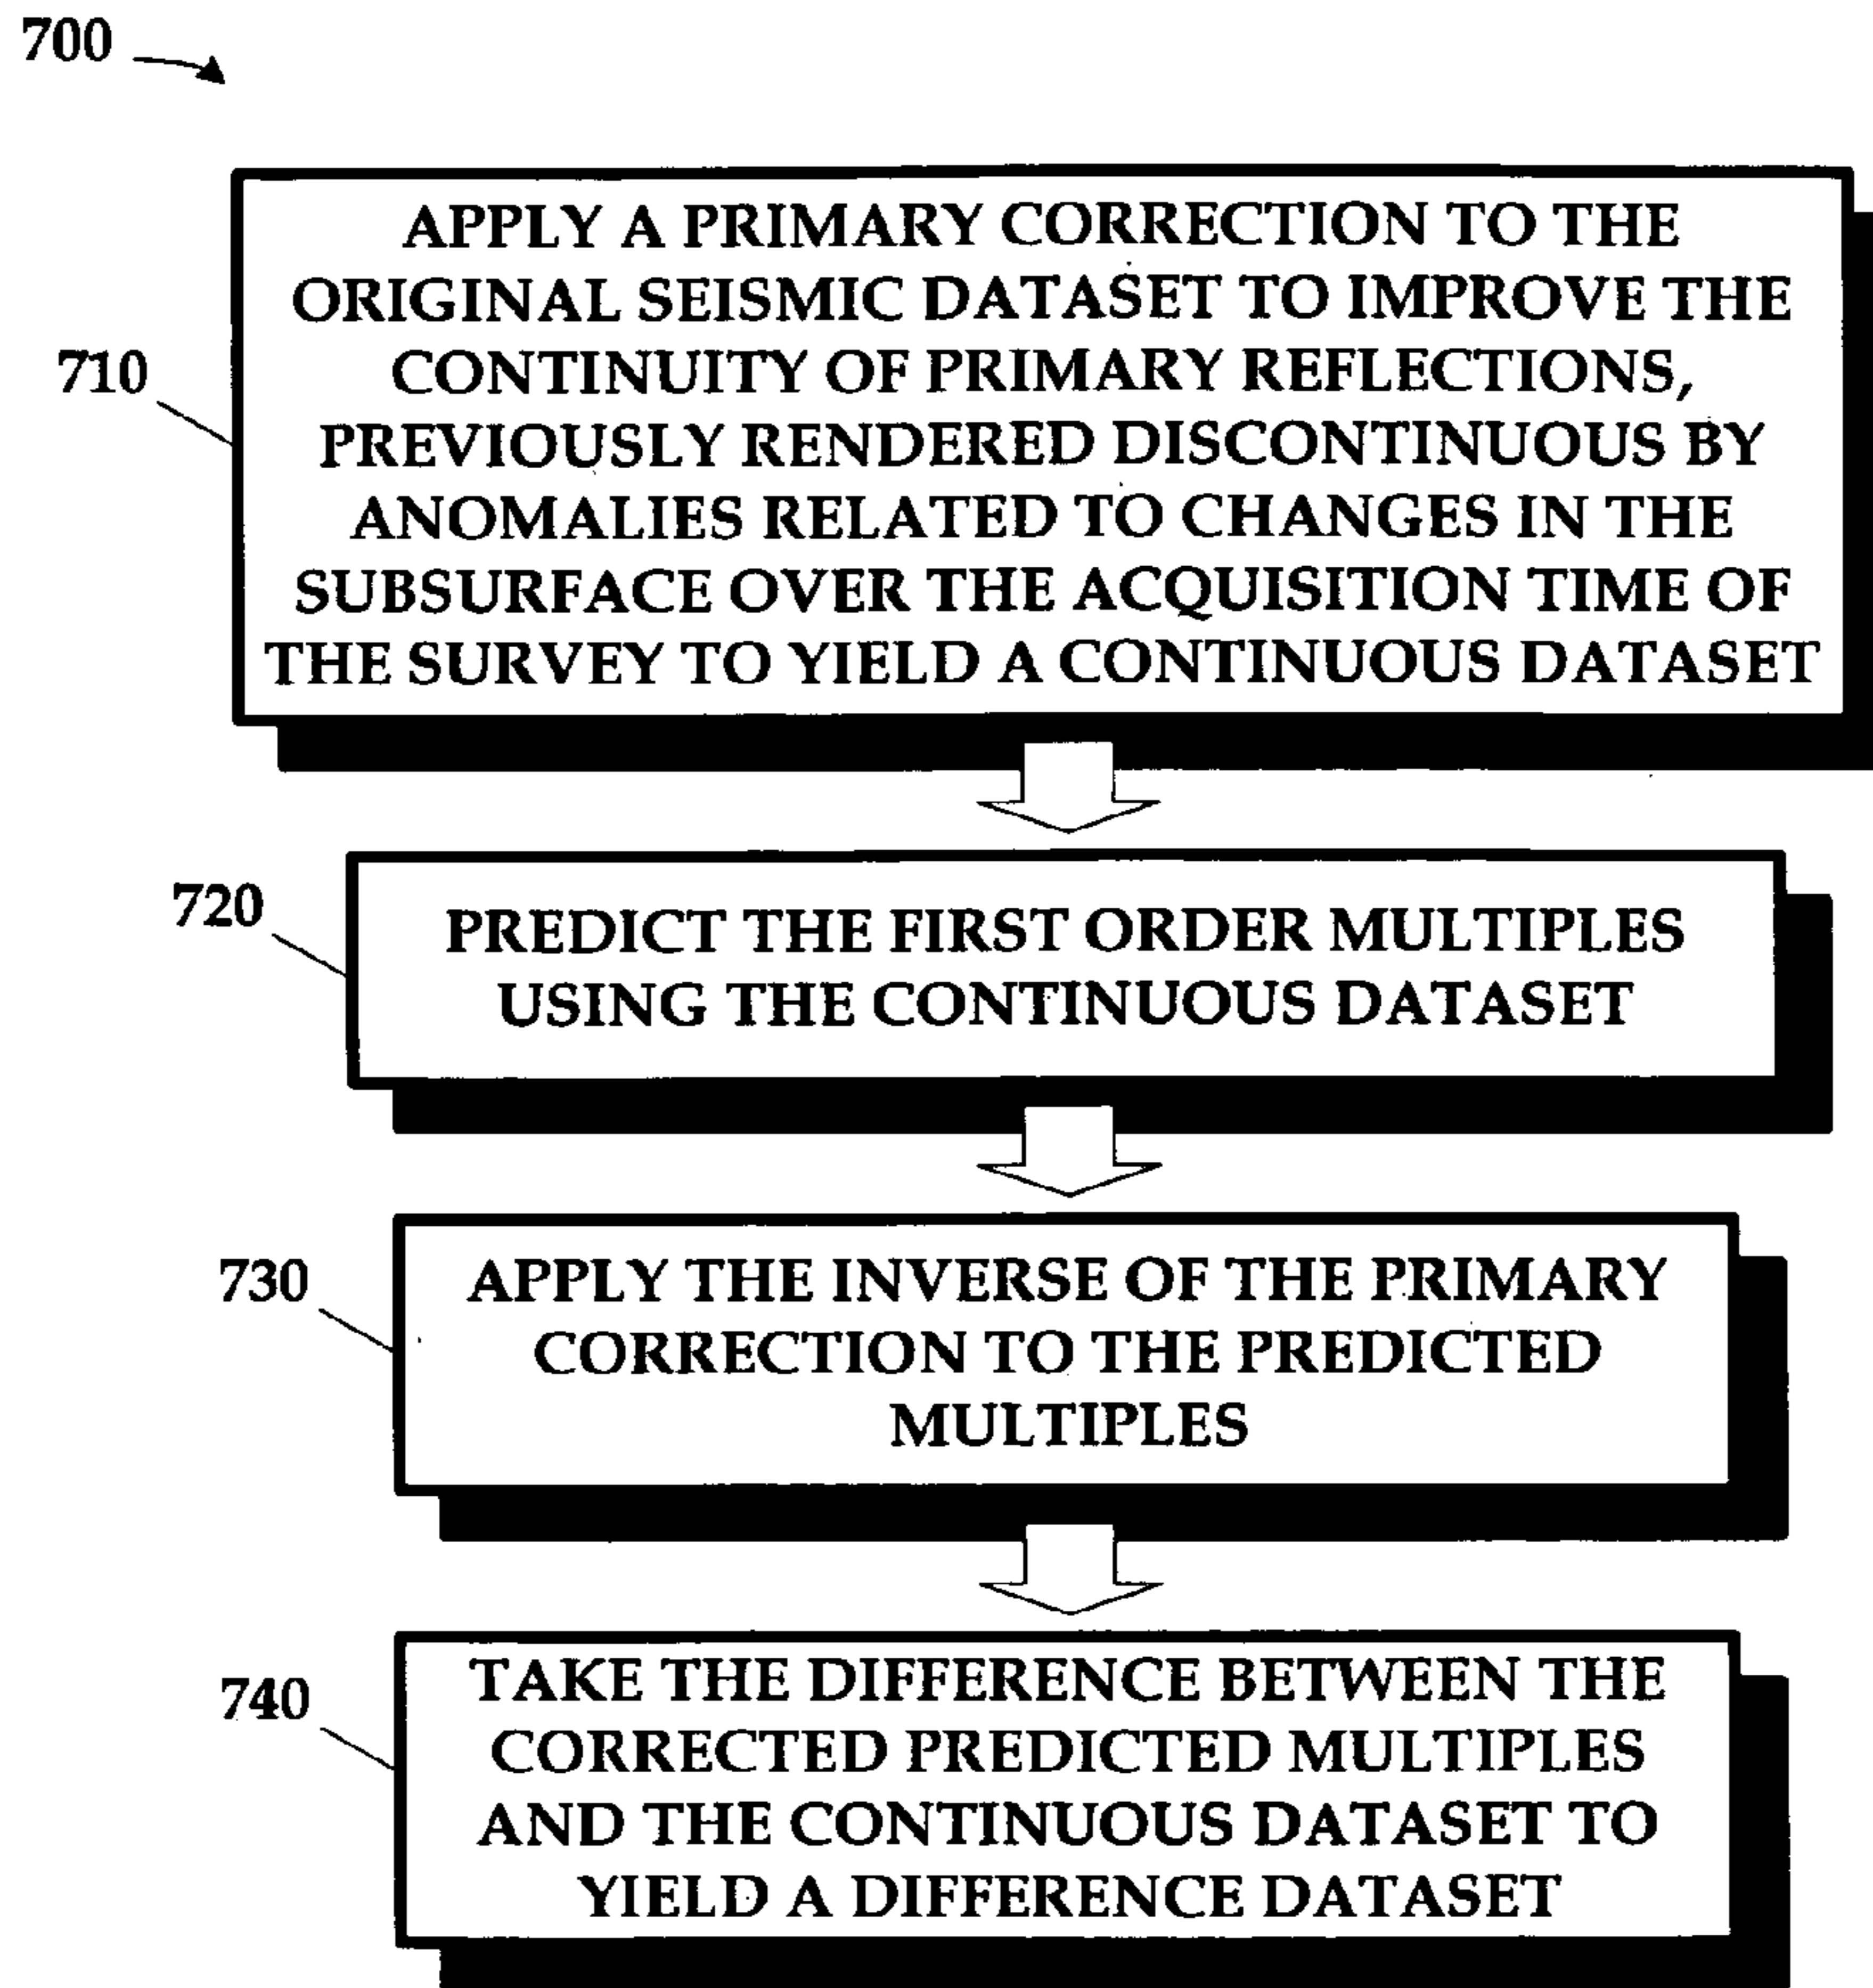 700
APPLY A PRIMARY CORRECTION TO THE
ORIGINAL SEISMIC DATASET TO IMPROVE THE
CONTINUITY OF PRIMARY REFLECTIONS,
PREVIOUSLY RENDERED DISCONTINUOUS BY
ANOMALIES RELATED TO CHANGES IN THE
SUBSURFACE OVER THE ACQUISITION TIME OF
THE SURVEY TO YIELD A CONTINUOUS DATASET
710
720
PREDICT THE FIRST ORDER MULTIPLES
USING THE CONTINUOUS DATASET
730
APPLY THE INVERSE OF THE PRIMARY
CORRECTION TO THE PREDICTED
MULTIPLES
740
TAKE THE DIFFERENCE BETWEEN THE
CORRECTED PREDICTED MULTIPLES
AND THE CONTINUOUS DATASET TO
YIELD A DIFFERENCE DATASET